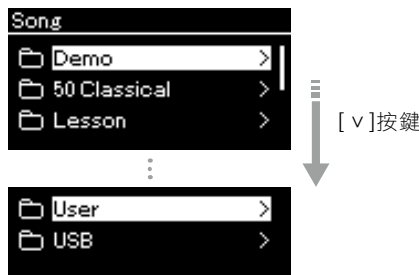 Song
Demo >
50 Classical >
Lesson >
[∨]按鍵
User >
USB >